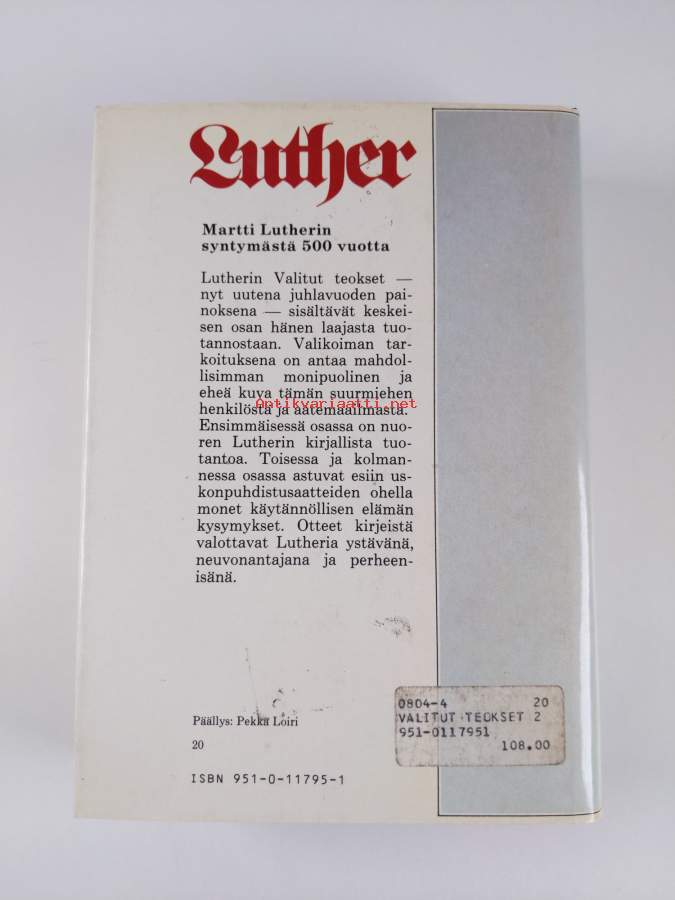 Luther
Martti Lutherin
syntymästä 500 vuotta
Lutherin Valitut teokset —
nyt uutena juhlavuoden pai-
noksena — sisältävät keskei-
sen osan hänen laajasta tuo-
tannostaan. Valikoiman tar-
koituksena on antaa mahdol-
lisimman monipuolinen ja
eheä kuva tämän suurmiehen
henkilöstä ja aatemaailmasta.
Antikvariaatti.net
Ensimmäisessä osassa on nuo-
ren Lutherin kirjallista tuo-
tantoa. Toisessa ja kolman-
nessa osassa astuvat esiin us-
konpuhdistusaatteiden ohella
monet käytännöllisen elämän
kysymykset. Otteet kirjeistä
valottavat Lutheria ystävänä,
neuvonantajana ja perheen-
isänä.
Päällys: Pekka Loiri
20
ISBN 951-0-11795-1
0804-4 20
VALITUT TEOKSET 2
951-0117951
108.00